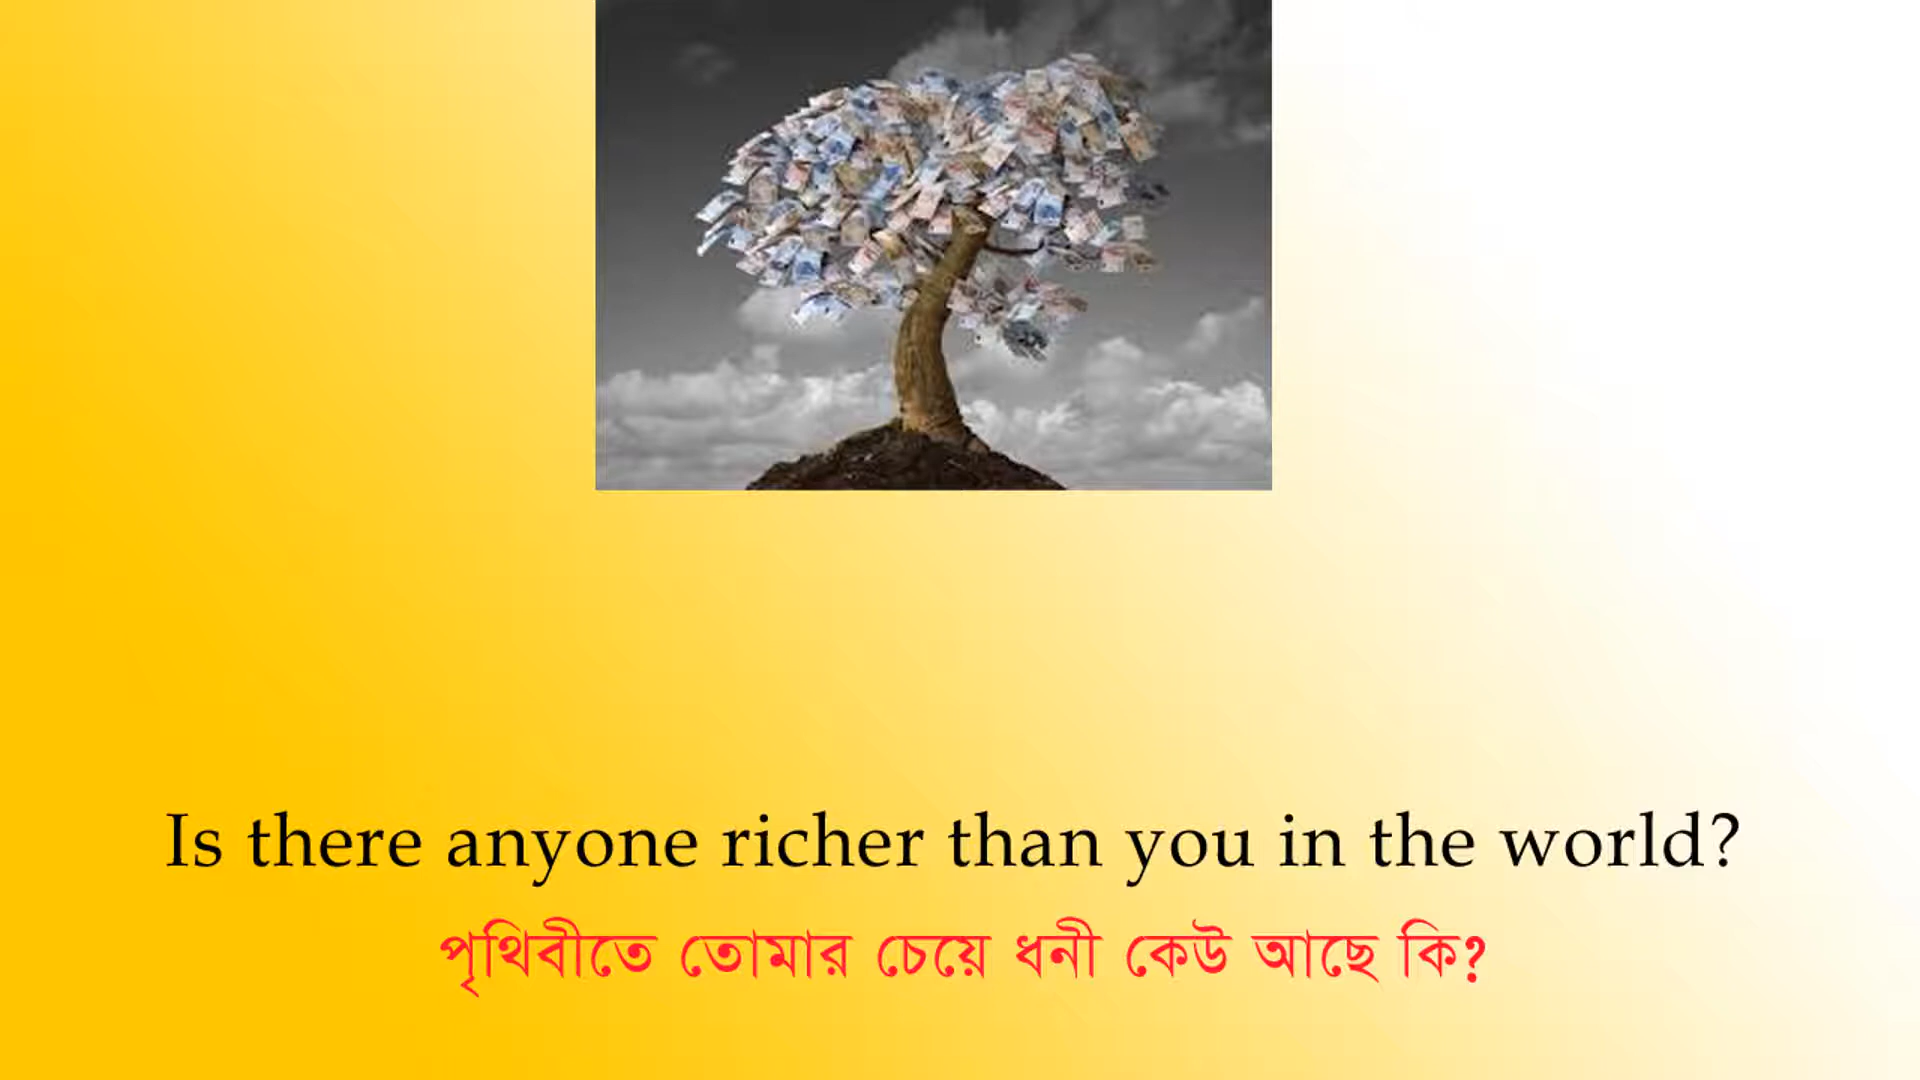 Is there anyone richer than you in the world?
পৃথিবীতে তোমার চেয়ে ধনী কেউ আছে কি?